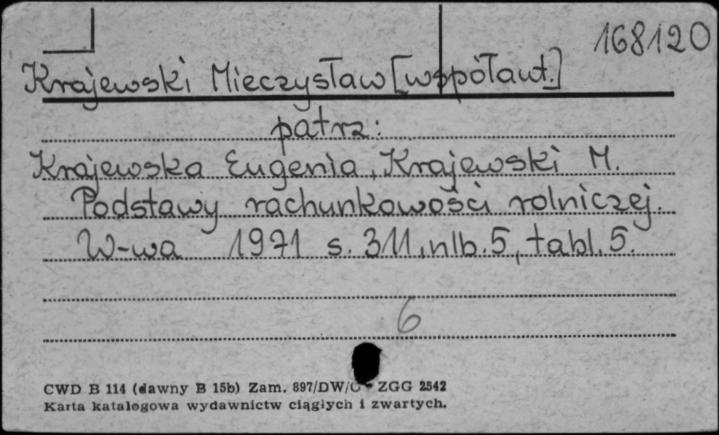 168120
Krajewski Mieczysław [współaut.]
patrz:
Krajewska Eugenia, Krajewski M.
Podstawy rachunkowości rolniczej.
W-wa 1971 s. 311, nlb. 5, tabl. 5.
6
CWD B 114 (dawny B 15b) Zam. 897/DW/O - ZGG 2542
Karta katalogowa wydawnictw ciągłych i zwartych.